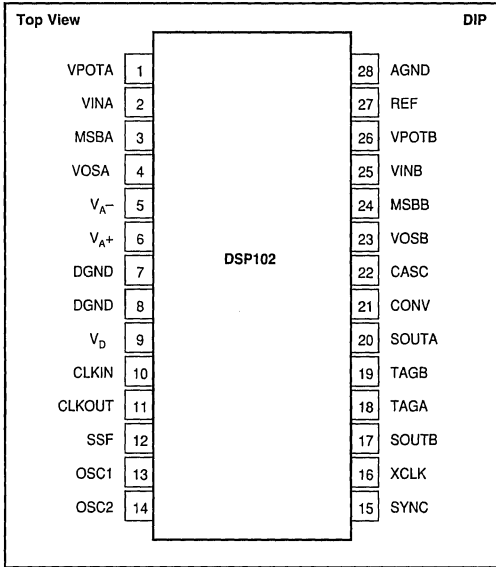 Top View DIP
VPOTA 1 28 AGND
VINA 2 27 REF
MSBA 3 26 VPOTB
VOSA 4 25 VINB
VA– 5 24 MSBB
VA+ 6 23 VOSB
DSP102
DGND 7 22 CASC
DGND 8 21 CONV
VD 9 20 SOUTA
CLKIN 10 19 TAGB
CLKOUT 11 18 TAGA
SSF 12 17 SOUTB
OSC1 13 16 XCLK
OSC2 14 15 SYNC